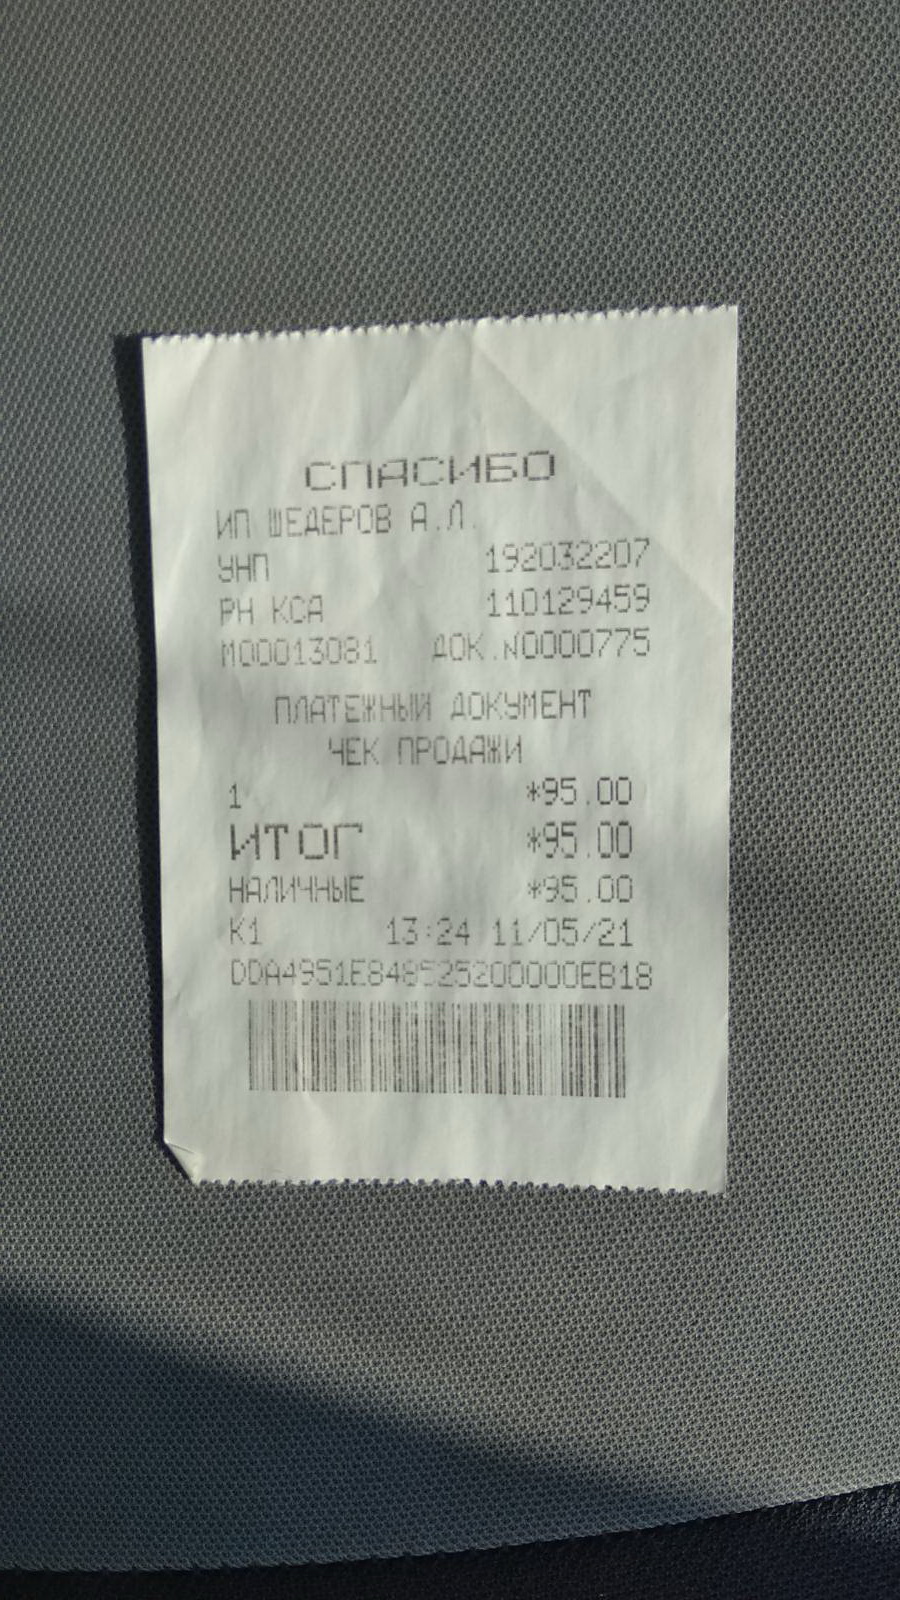 СПАСИБО
ИП ШЕДЕРОВ А.Л.
УНП 192032207
РН КСА 110129459
М00013081 ДОК.N0000775
ПЛАТЕЖНЫЙ ДОКУМЕНТ
ЧЕК ПРОДАЖИ
1 *95.00
ИТОГ *95.00
НАЛИЧНЫЕ *95.00
К1 13:24 11/05/21
DDA4951E848525200000EB18